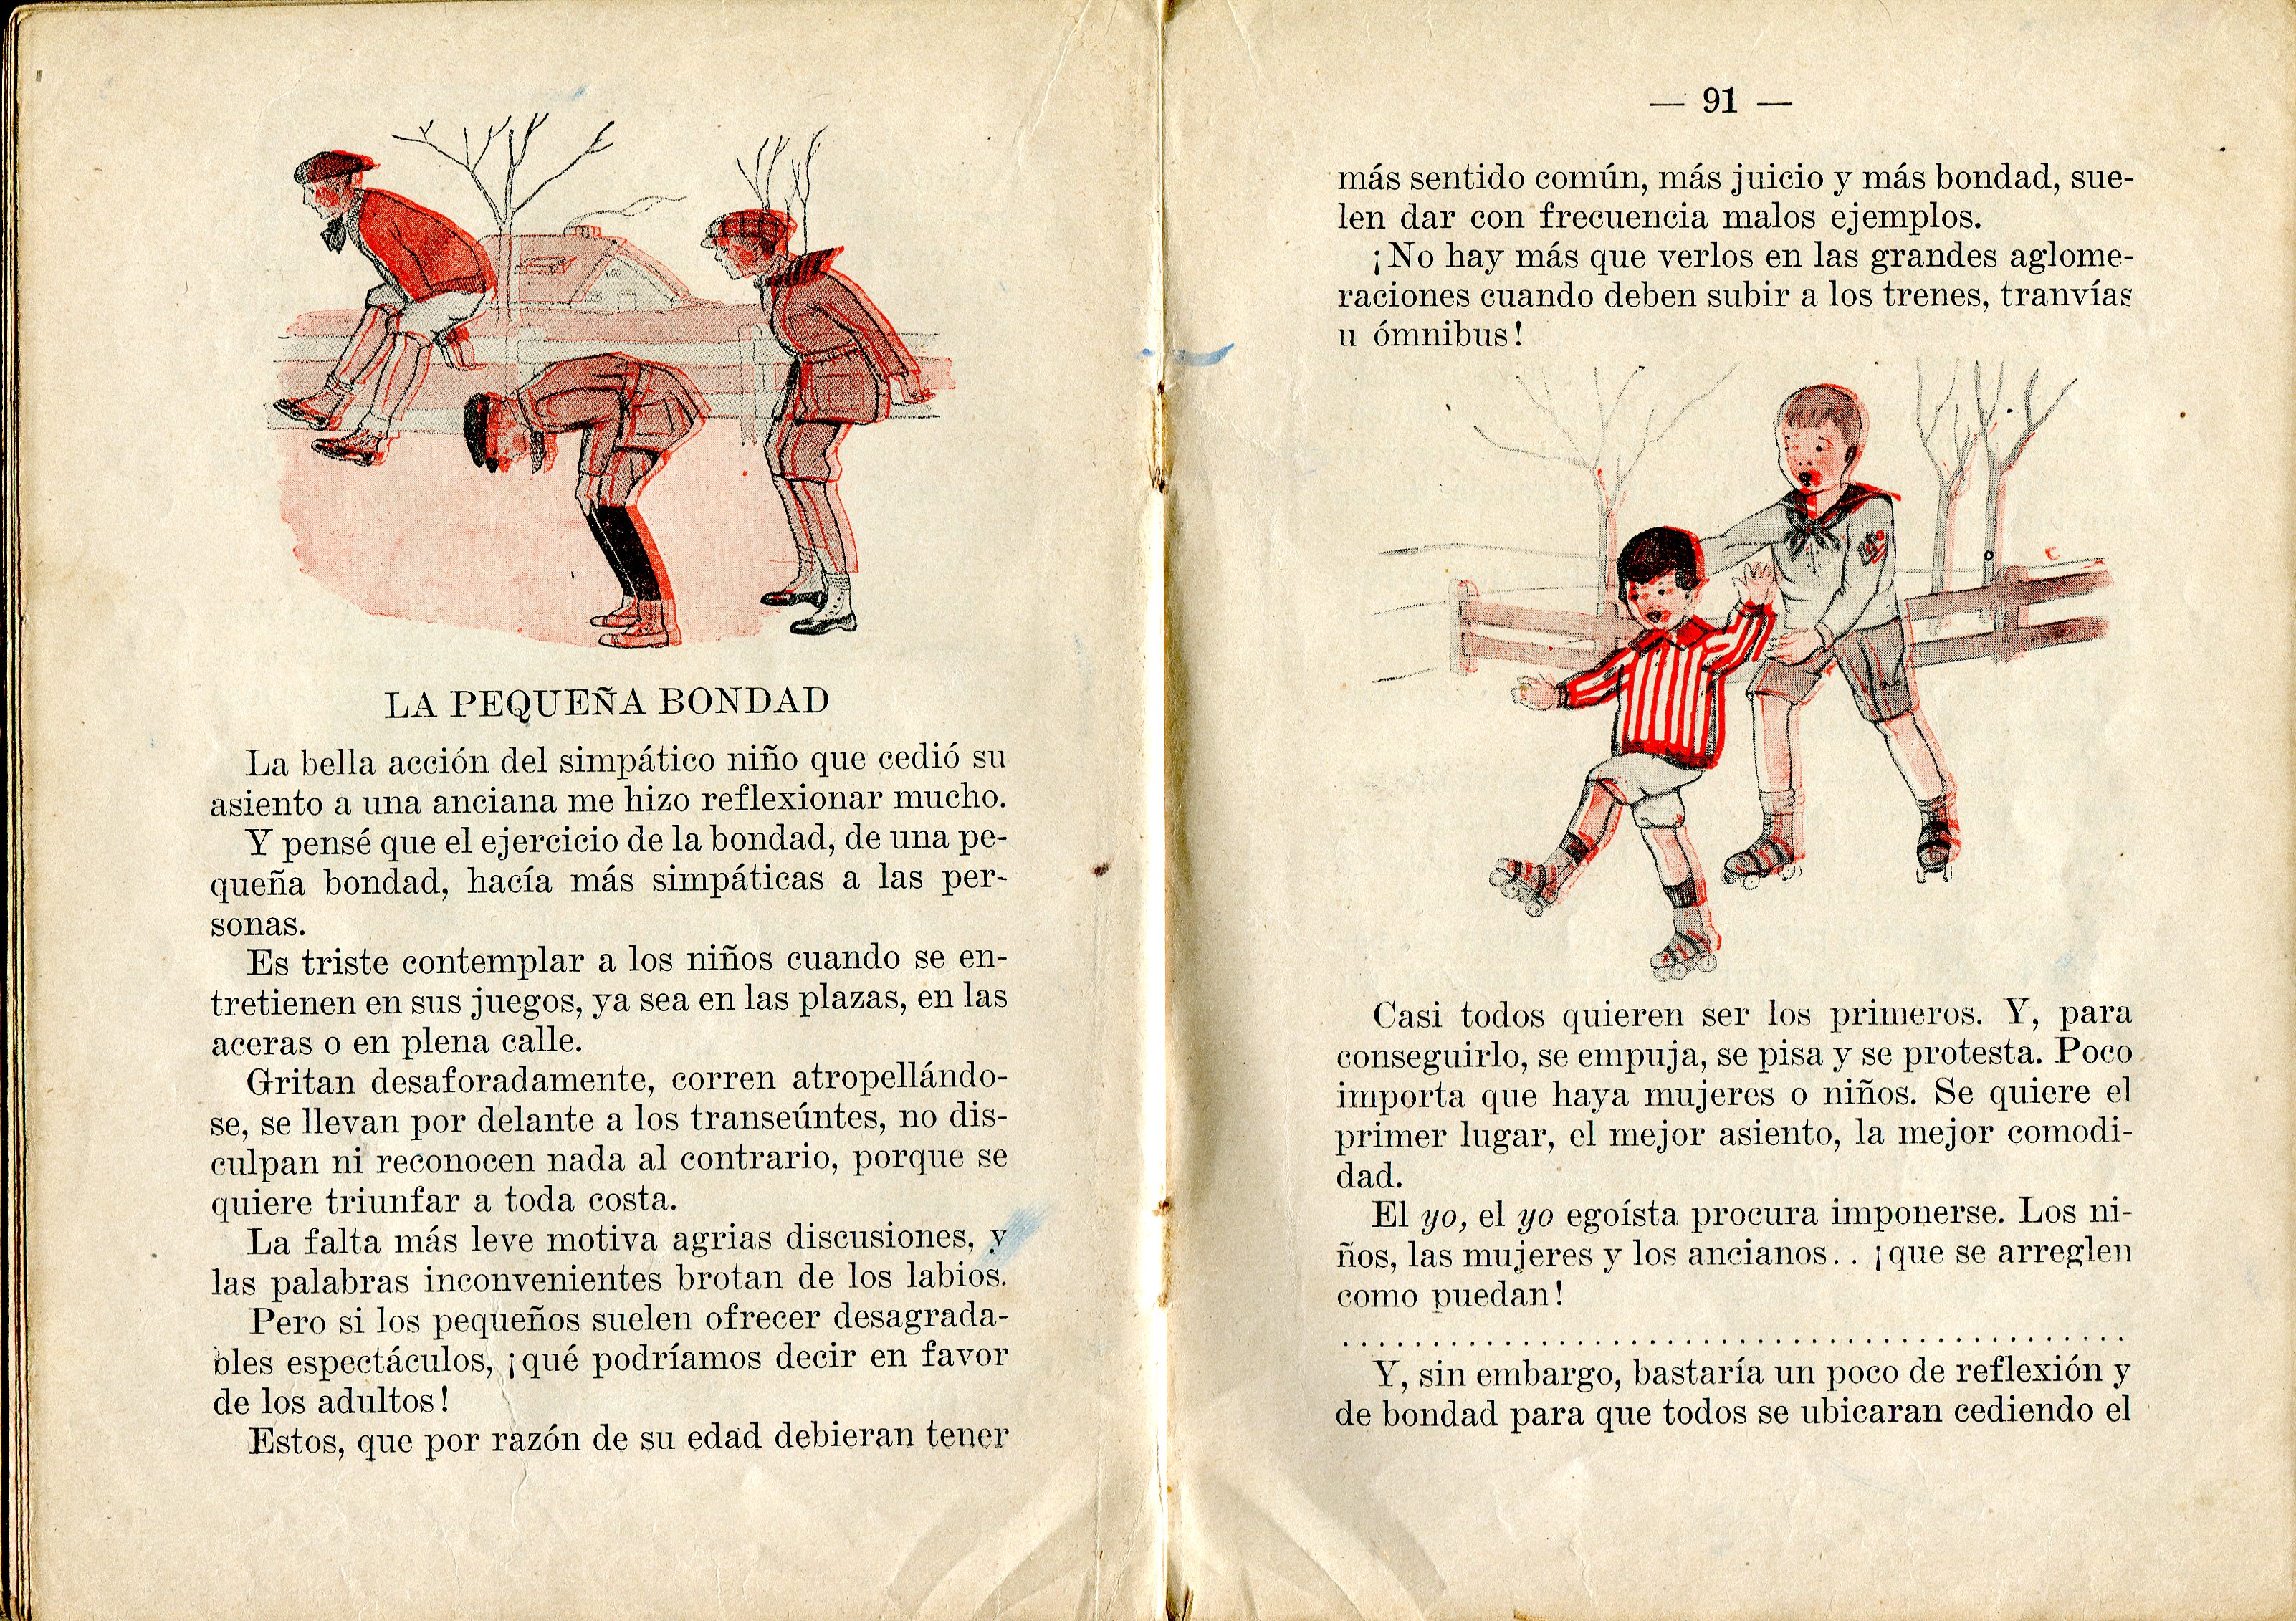 LA PEQUEÑA BONDAD
La bella acción del simpático niño que cedió su
asiento a una anciana me hizo reflexionar mucho.
Y pensé que el ejercicio de la bondad, de una pe-
queña bondad, hacía más simpáticas a las per-
sonas.
Es triste contemplar a los niños cuando se en-
tretienen en sus juegos, ya sea en las plazas, en las
aceras o en plena calle.
Gritan desaforadamente, corren atropellándo-
se, se llevan por delante a los transeúntes, no dis-
culpan ni reconocen nada al contrario, porque se
quiere triunfar a toda costa.
La falta más leve motiva agrias discusiones, y
las palabras inconvenientes brotan de los labios.
Pero si los pequeños suelen ofrecer desagrada-
bles espectáculos, ¡qué podríamos decir en favor
de los adultos!
Estos, que por razón de su edad debieran tener
— 91 —
más sentido común, más juicio y más bondad, sue-
len dar con frecuencia malos ejemplos.
¡No hay más que verlos en las grandes aglome-
raciones cuando deben subir a los trenes, tranvías
u ómnibus!
Casi todos quieren ser los primeros. Y, para
conseguirlo, se empuja, se pisa y se protesta. Poco
importa que haya mujeres o niños. Se quiere el
primer lugar, el mejor asiento, la mejor comodi-
dad.
El yo, el yo egoísta procura imponerse. Los ni-
ños, las mujeres y los ancianos.. ¡que se arreglen
como puedan!
........................................
Y, sin embargo, bastaría un poco de reflexión y
de bondad para que todos se ubicaran cediendo el